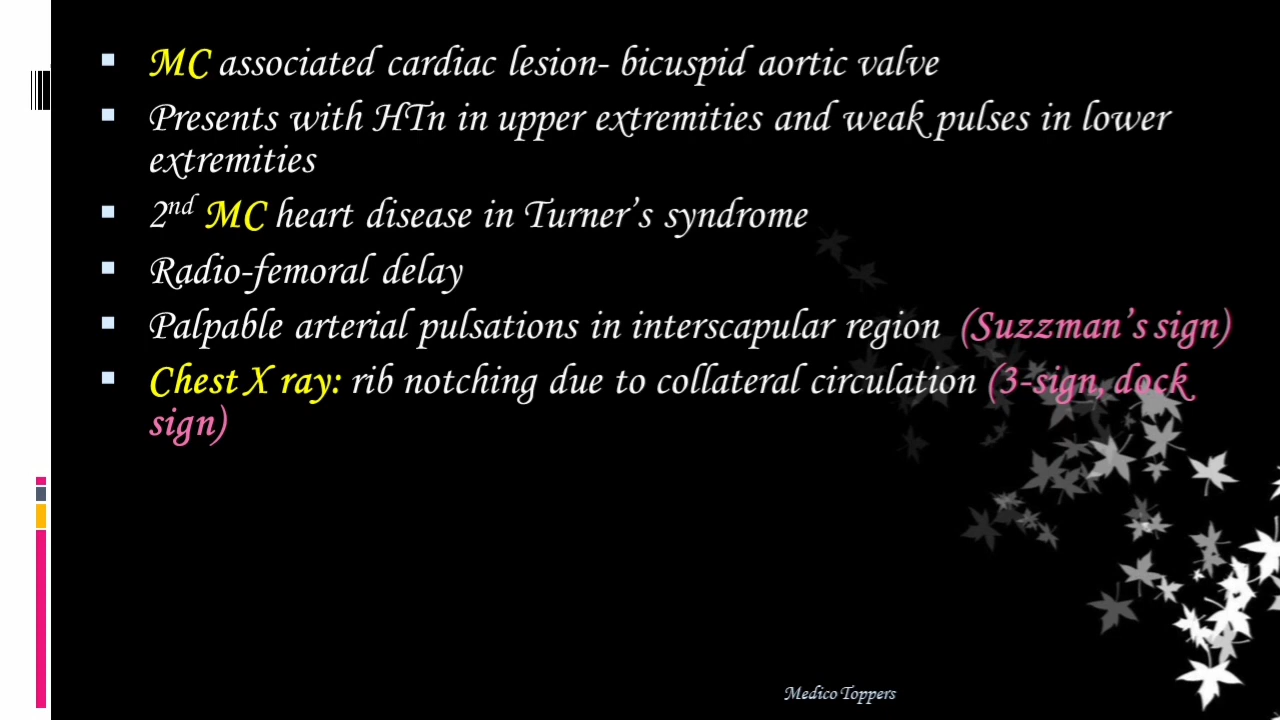 MC associated cardiac lesion- bicuspid aortic valve
Presents with HTn in upper extremities and weak pulses in lower
extremities
2nd MC heart disease in Turner's syndrome
Radio-femoral delay
Palpable arterial pulsations in interscapular region (Suzzman's sign)
Chest X ray: rib notching due to collateral circulation (3-sign, dock
sign)
Medico Toppers